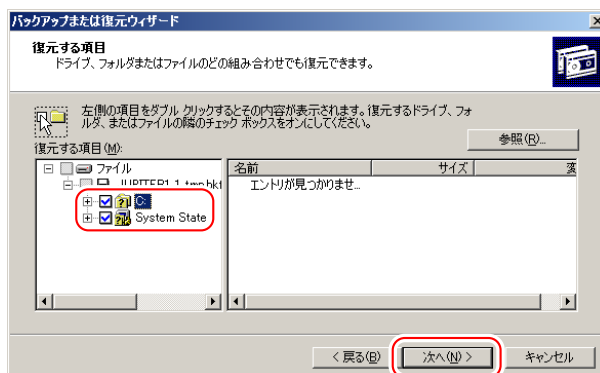 バックアップまたは復元ウィザード
復元する項目
ドライブ、フォルダまたはファイルのどの組み合わせでも復元できます。
左側の項目をダブル クリックするとその内容が表示されます。復元するドライブ、フォ
ルダ、またはファイルの隣のチェック ボックスをオンにしてください。
参照(R)...
復元する項目(M):
ファイル
名前 サイズ 変
エントリが見つかりませ...
C:
System State
< 戻る(B) 次へ(N) > キャンセル